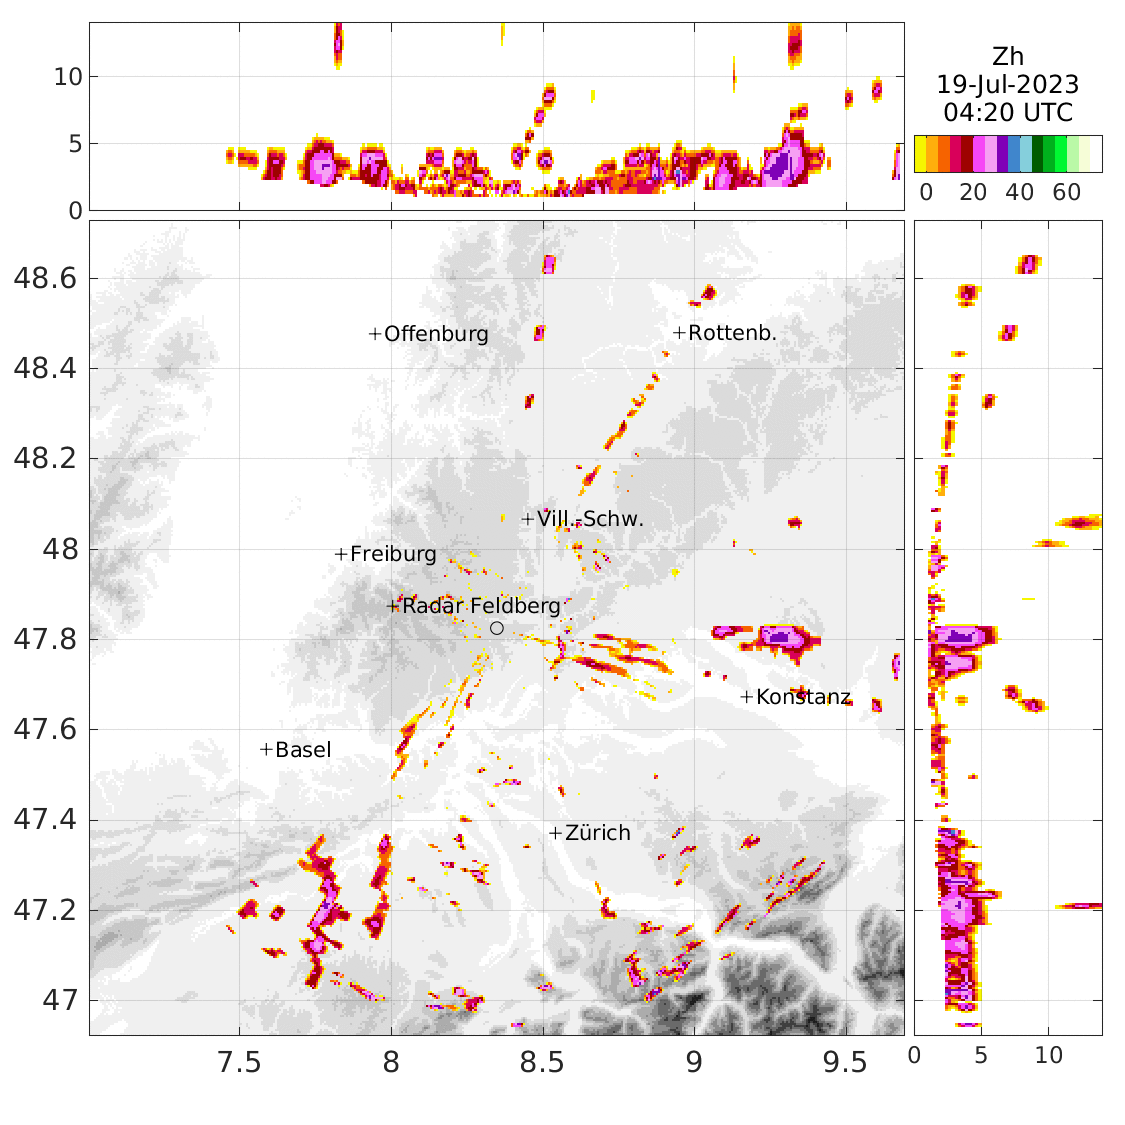 Zh
19-Jul-2023
04:20 UTC
0 20 40 60
10
5
0
48.6
48.4
48.2
48
47.8
47.6
47.4
47.2
47
+Offenburg
+Rottenb.
+Vill.-Schw.
+Freiburg
+Radar Feldberg
+Konstanz
+Basel
+Zürich
7.5 8 8.5 9 9.5
0 5 10